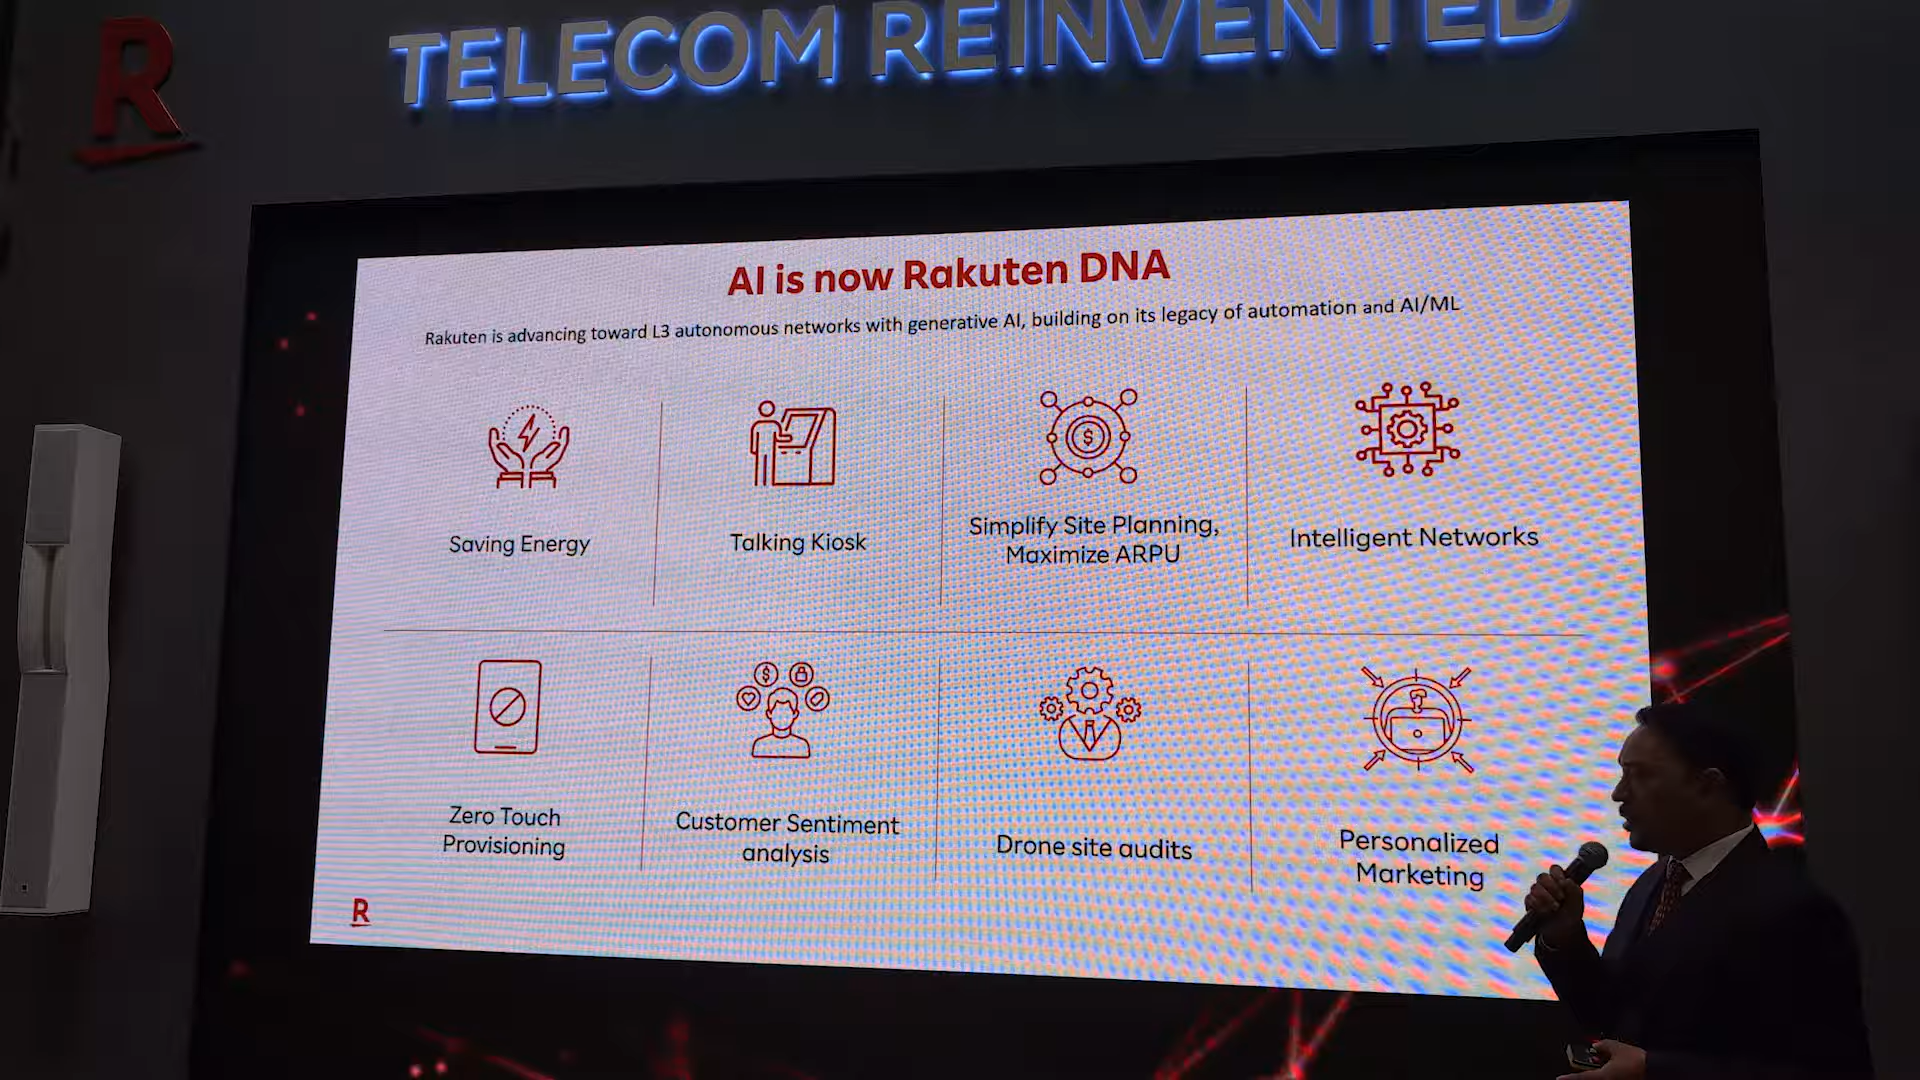 R
TELECOM REINVENTED
AI is now Rakuten DNA
Rakuten is advancing toward L3 autonomous networks with generative AI, building on its legacy of automation and AI/ML
Saving Energy
Talking Kiosk
$
Simplify Site Planning,
Maximize ARPU
Intelligent Networks
Zero Touch
Provisioning
$
Customer Sentiment
analysis
Drone site audits
Personalized
Marketing
R